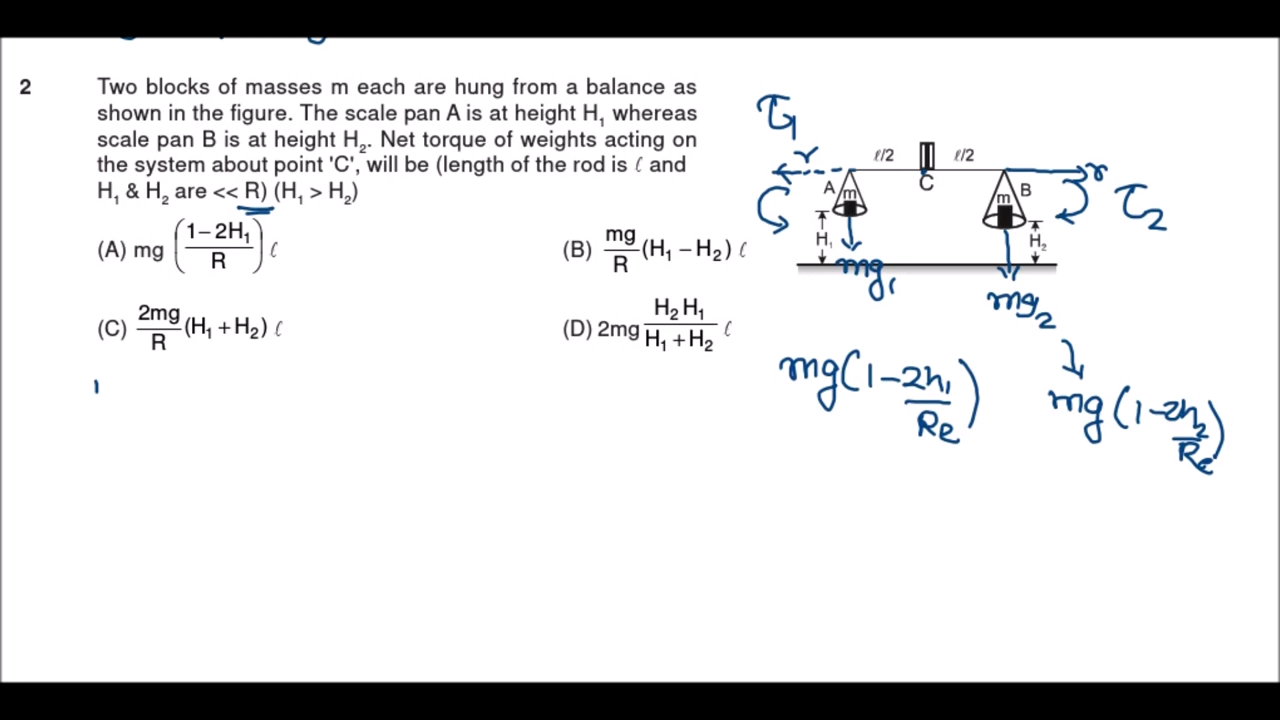 2 Two blocks of masses m each are hung from a balance as
shown in the figure. The scale pan A is at height H₁ whereas
scale pan B is at height H₂. Net torque of weights acting on
the system about point 'C', will be (length of the rod is ℓ and
H₁ & H₂ are << R) (H₁ > H₂)
(A) mg (1–2H₁/R) ℓ
(B) mg/R (H₁ – H₂) ℓ
(C) 2mg/R (H₁ + H₂) ℓ
(D) 2mg H₂ H₁/H₁ + H₂ ℓ
τ₁
r
ℓ/2 ℓ/2
r
A m
C
m B
τ₂
H₁
H₂
mg₁
mg₂
mg(1–2h₁/Re)
mg(1–2h₂/Re)